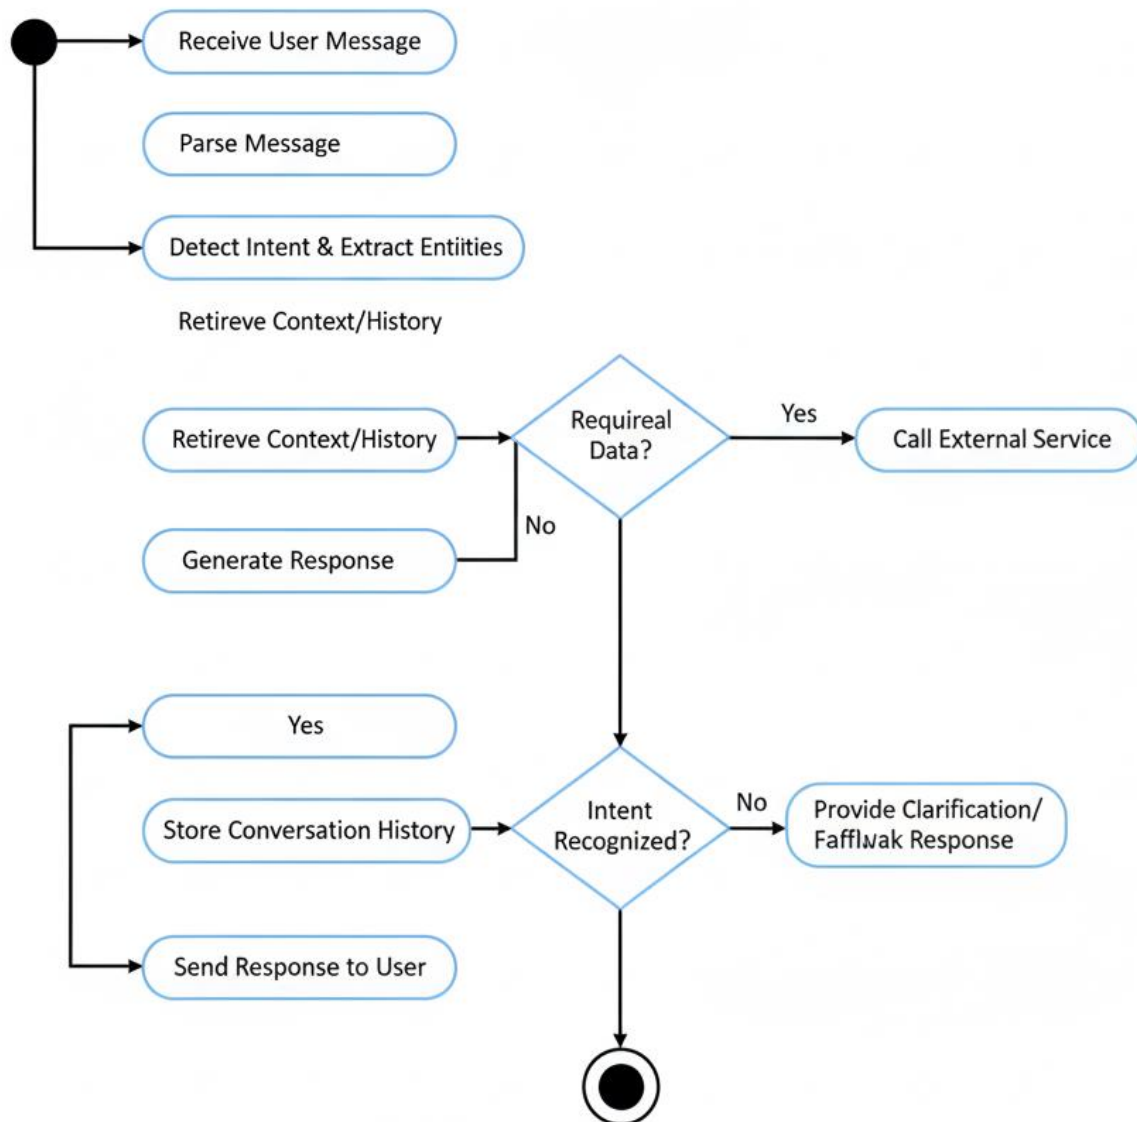 Receive User Message
Parse Message
Detect Intent & Extract Entiities
Retireve Context/History
Retireve Context/History
Requireal
Data?
Yes
Call External Service
No
Generate Response
Yes
Store Conversation History
Intent
Recognized?
No
Provide Clarification/
Response
Send Response to User